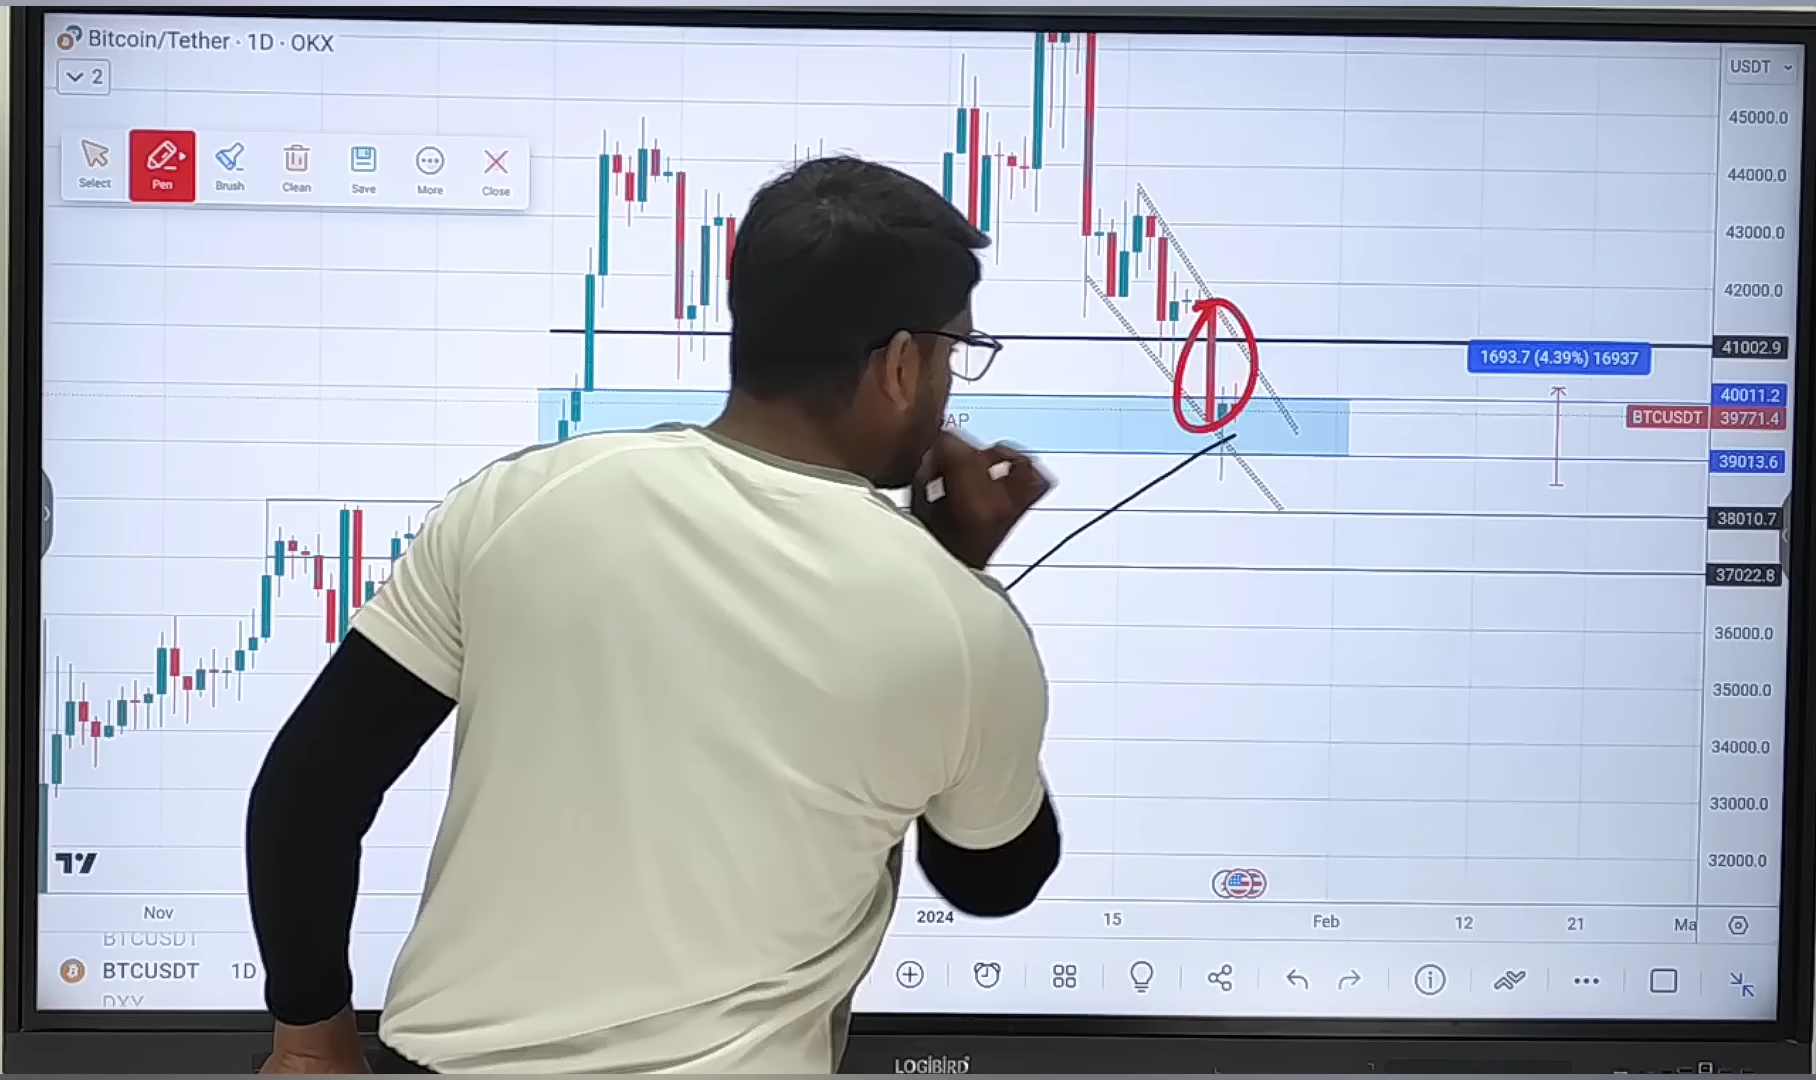 Bitcoin/Tether · 1D · OKX
2
USDT
Select
Pen
Brush
Clean
Save
More
Close
45000.0
44000.0
43000.0
42000.0
41002.9
1693.7 (4.39%) 16937
40011.2
BTCUSDT 39771.4
AP
39013.6
38010.7
37022.8
36000.0
35000.0
34000.0
33000.0
32000.0
Nov
2024
15
Feb
12
21
Ma
BTCUSDT
BTCUSDT 1D
DXY
LOGIBIRD